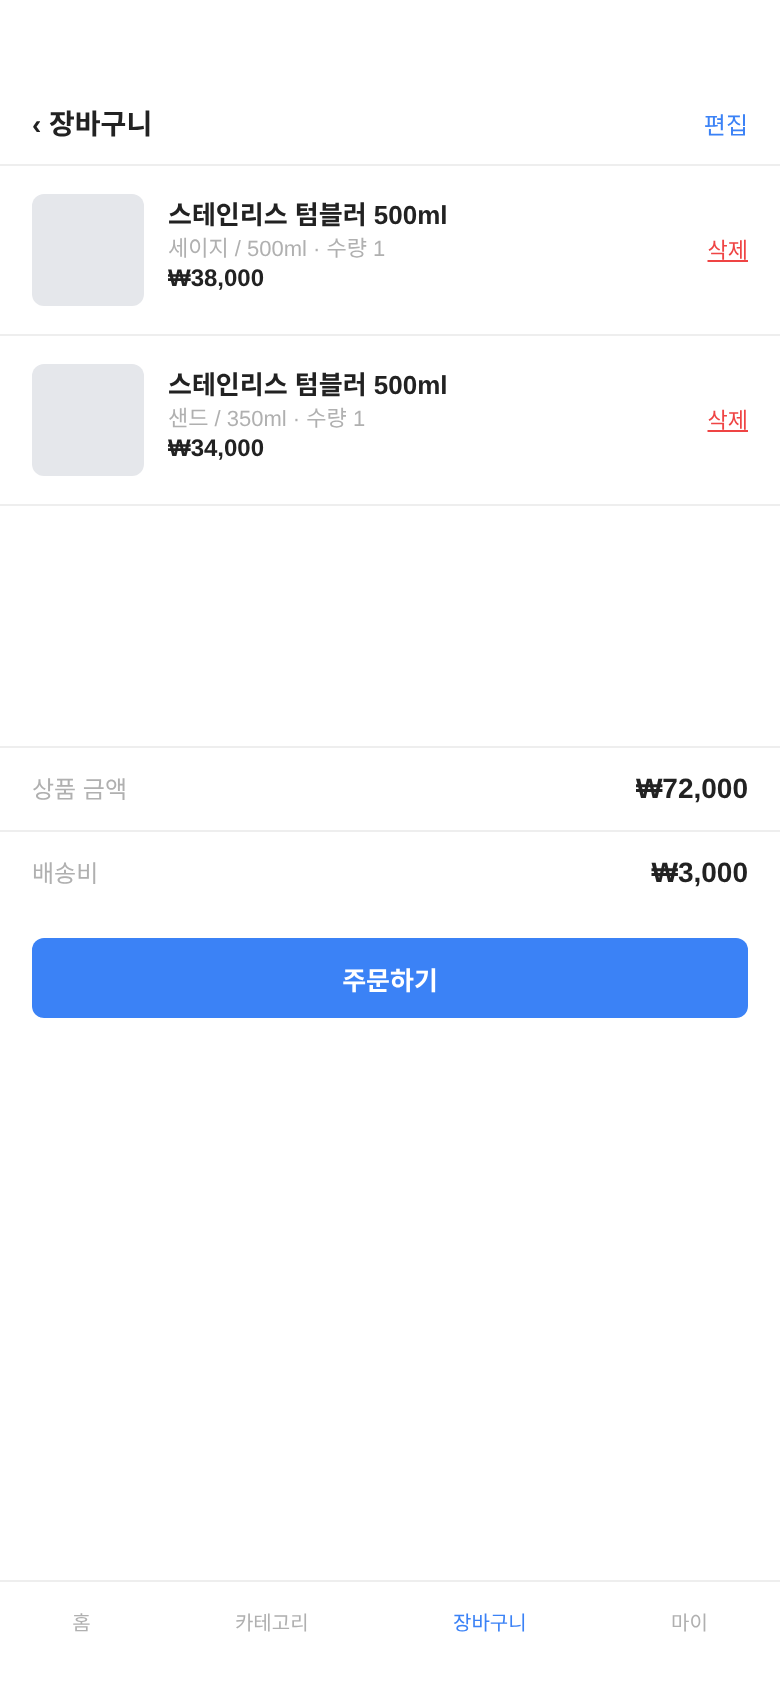 ‹ 장바구니
편집
스테인리스 텀블러 500ml
세이지 / 500ml · 수량 1
₩38,000
삭제
스테인리스 텀블러 500ml
샌드 / 350ml · 수량 1
₩34,000
삭제
상품 금액
₩72,000
배송비
₩3,000
주문하기
홈
카테고리
장바구니
마이